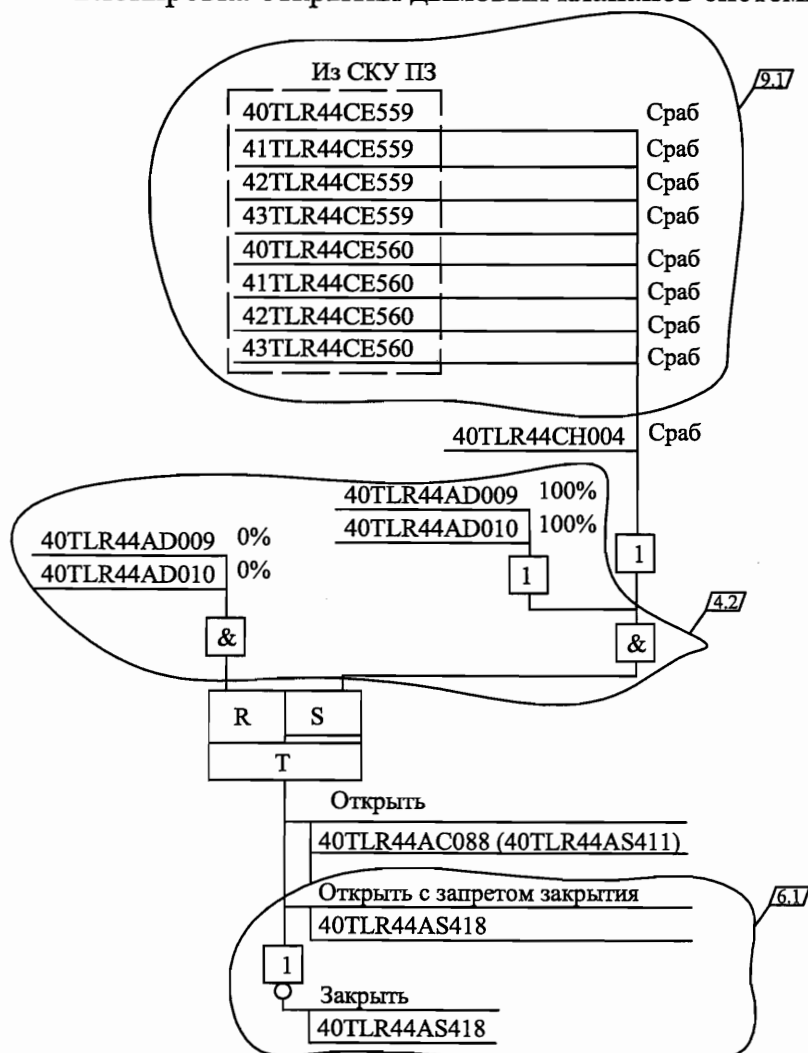 Из СКУ ПЗ
9.1
40TLR44CE559 Сраб
41TLR44CE559 Сраб
42TLR44CE559 Сраб
43TLR44CE559 Сраб
40TLR44CE560 Сраб
41TLR44CE560 Сраб
42TLR44CE560 Сраб
43TLR44CE560 Сраб
40TLR44CH004 Сраб
40TLR44AD009 100%
40TLR44AD010 100%
40TLR44AD009 0%
40TLR44AD010 0%
1
1
4.2
&
&
R S
T
Открыть
40TLR44AC088 (40TLR44AS411)
Открыть с запретом закрытия
6.1
40TLR44AS418
1
Закрыть
40TLR44AS418